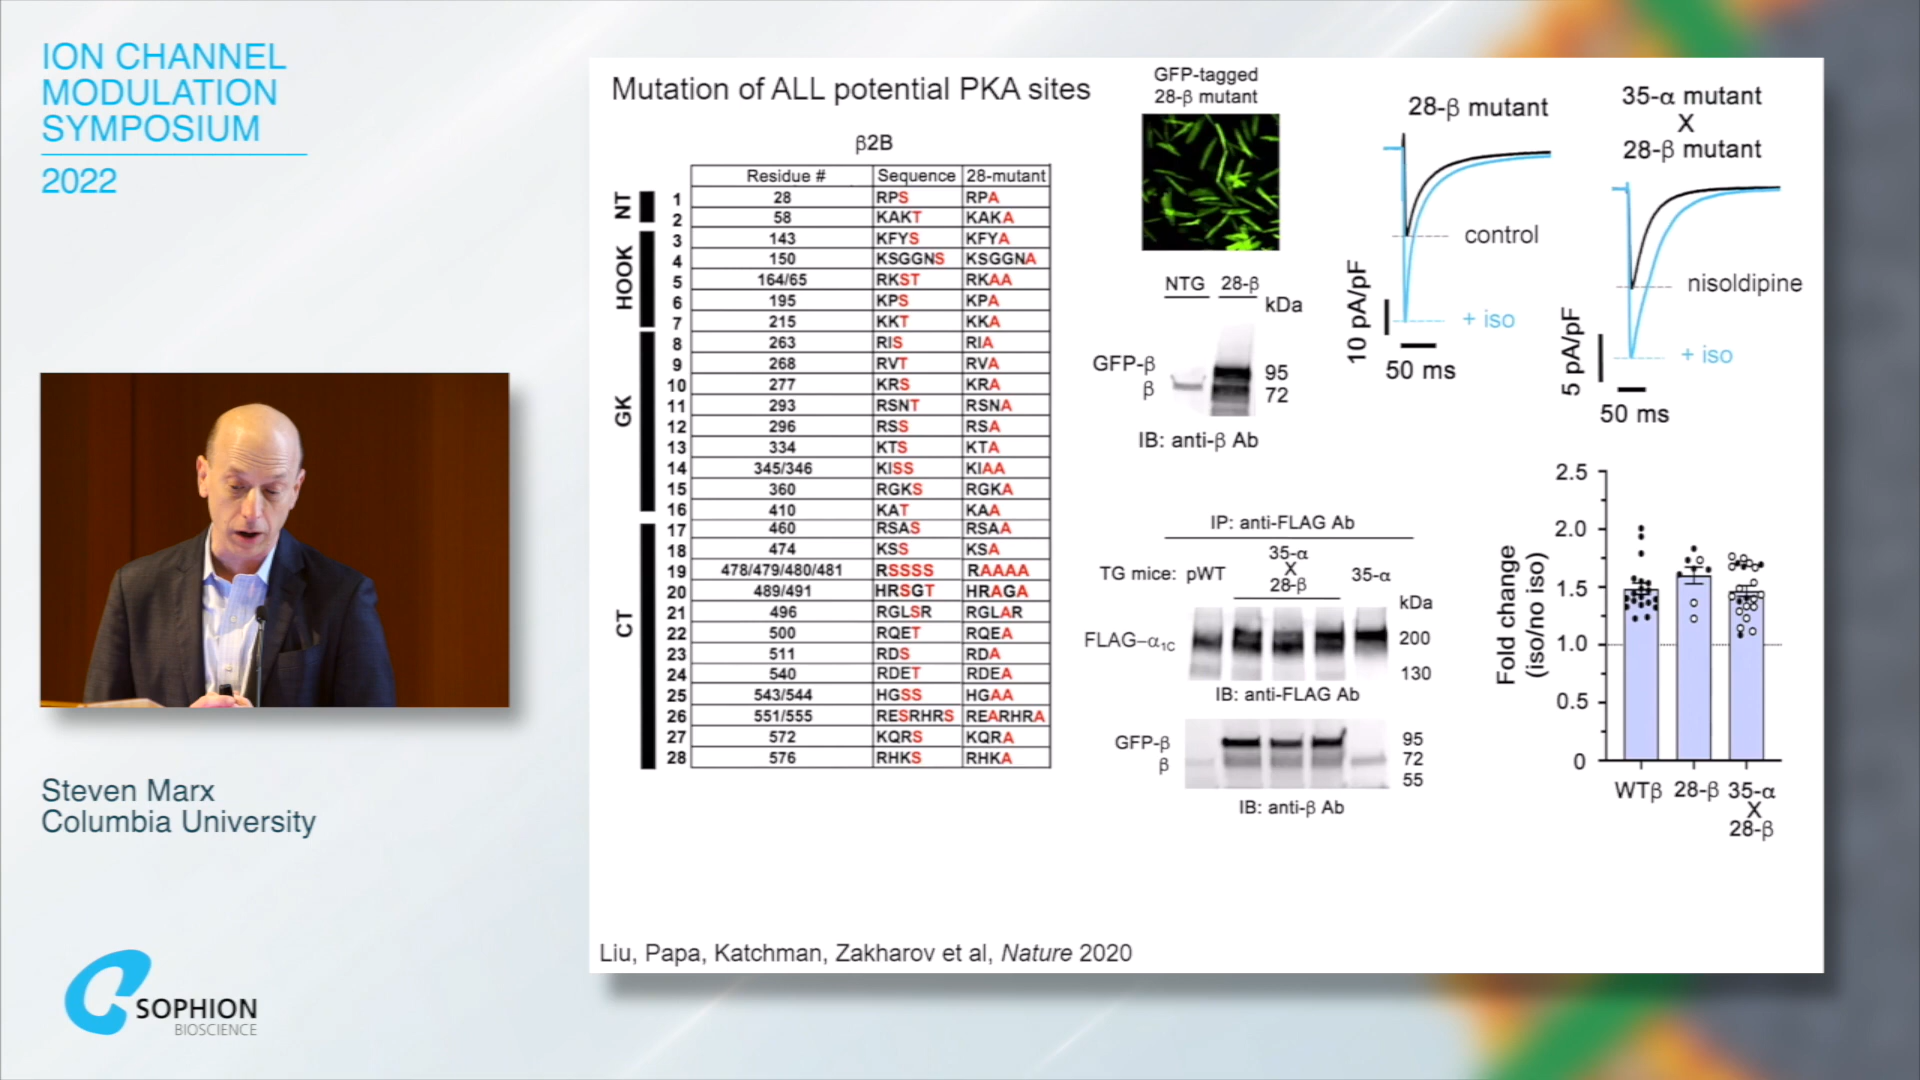 ION CHANNEL
MODULATION
SYMPOSIUM
2022
Steven Marx
Columbia University
SOPHION
BIOSCIENCE
Mutation of ALL potential PKA sites
β2B
Residue # Sequence 28-mutant
NT
1 28 RPS RPA
2 58 KAKT KAKA
HOOK
3 143 KFYS KFYA
4 150 KSGGNS KSGGNA
5 164/65 RKST RKAA
6 195 KPS KPA
7 215 KKT KKA
GK
8 263 RIS RIA
9 268 RVT RVA
10 277 KRS KRA
11 293 RSNT RSNA
12 296 RSS RSA
13 334 KTS KTA
14 345/346 KISS KIAA
15 360 RGKS RGKA
16 410 KAT KAA
CT
17 460 RSAS RSAA
18 474 KSS KSA
19 478/479/480/481 RSSSS RAAAA
20 489/491 HRSGT HRAGA
21 496 RGLSR RGLAR
22 500 RQET RQEA
23 511 RDS RDA
24 540 RDET RDEA
25 543/544 HGSS HGAA
26 551/555 RESRHRS REARHRA
27 572 KQRS KQRA
28 576 RHKS RHKA
GFP-tagged
28-β mutant
NTG 28-β
kDa
GFP-β 95
β 72
IB: anti-β Ab
IP: anti-FLAG Ab
TG mice: pWT
35-α
X
28-β
35-α
kDa
FLAG–α1C 200
130
IB: anti-FLAG Ab
GFP-β 95
β 72
55
IB: anti-β Ab
28-β mutant
control
+ iso
10 pA/pF
50 ms
35-α mutant
X
28-β mutant
nisoldipine
+ iso
5 pA/pF
50 ms
Fold change
(iso/no iso)
2.5
2.0
1.5
1.0
0.5
0
WTβ 28-β 35-α
X
28-β
Liu, Papa, Katchman, Zakharov et al, Nature 2020